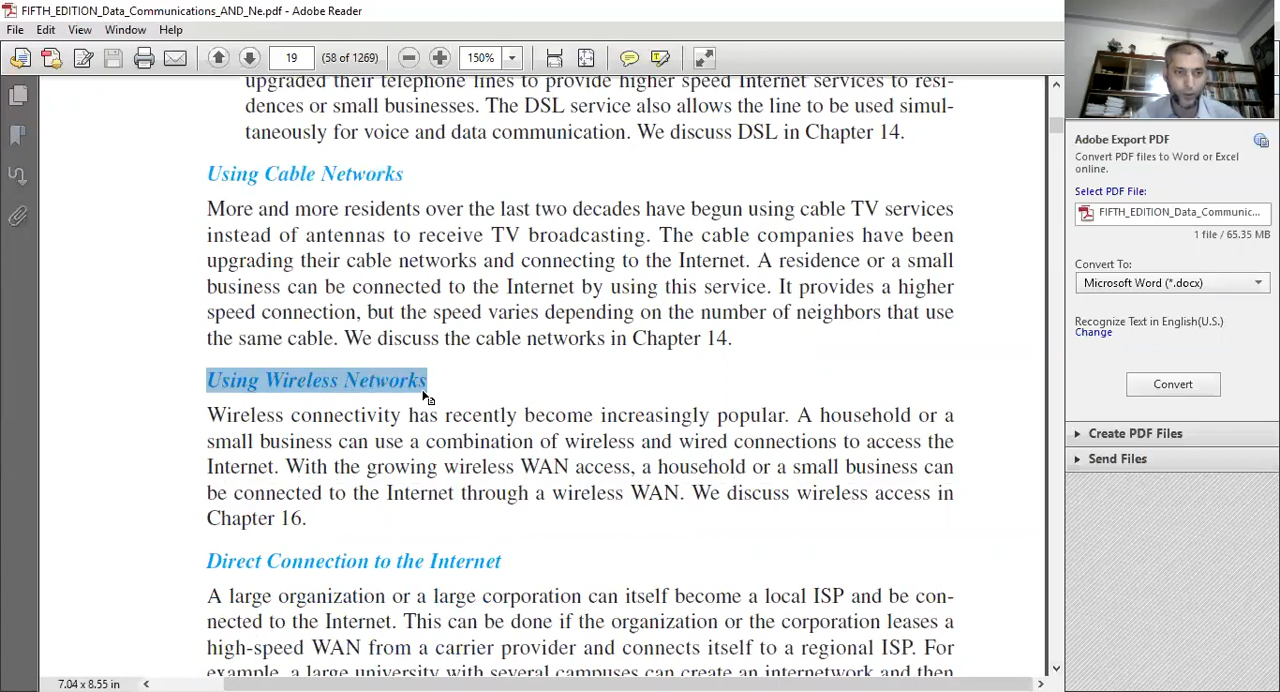 FIFTH_EDITION_Data_Communications_AND_Ne.pdf - Adobe Reader
File Edit View Window Help
19 (58 of 1269) 150%
upgraded their telephone lines to provide higher speed Internet services to resi-
dences or small businesses. The DSL service also allows the line to be used simul-
taneously for voice and data communication. We discuss DSL in Chapter 14.
Using Cable Networks
More and more residents over the last two decades have begun using cable TV services
instead of antennas to receive TV broadcasting. The cable companies have been
upgrading their cable networks and connecting to the Internet. A residence or a small
business can be connected to the Internet by using this service. It provides a higher
speed connection, but the speed varies depending on the number of neighbors that use
the same cable. We discuss the cable networks in Chapter 14.
Using Wireless Networks
Wireless connectivity has recently become increasingly popular. A household or a
small business can use a combination of wireless and wired connections to access the
Internet. With the growing wireless WAN access, a household or a small business can
be connected to the Internet through a wireless WAN. We discuss wireless access in
Chapter 16.
Direct Connection to the Internet
A large organization or a large corporation can itself become a local ISP and be con-
nected to the Internet. This can be done if the organization or the corporation leases a
high-speed WAN from a carrier provider and connects itself to a regional ISP. For
example, a large university with several campuses can create an internetwork and then
7.04 x 8.55 in
Adobe Export PDF
Convert PDF files to Word or Excel
online.
Select PDF File:
FIFTH_EDITION_Data_Communic...
1 file / 65.35 MB
Convert To:
Microsoft Word (*.docx)
Recognize Text in English(U.S.)
Change
Convert
Create PDF Files
Send Files